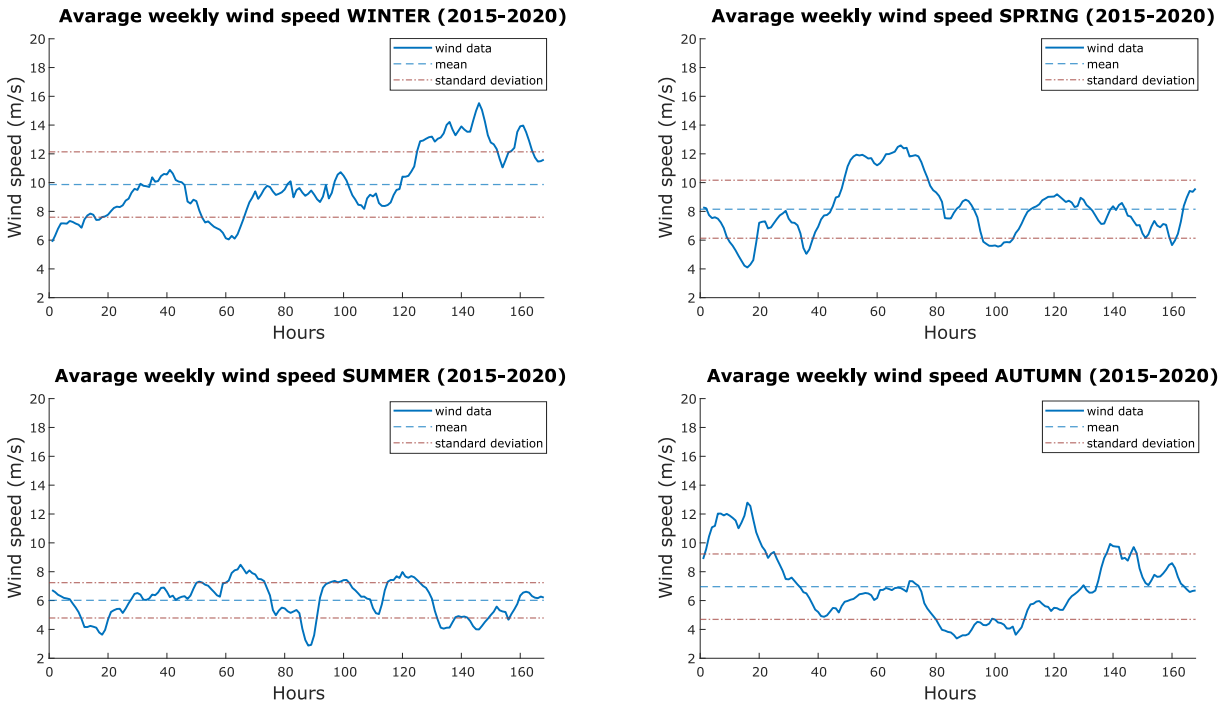 Avarage weekly wind speed WINTER (2015-2020)
20
18
16
14
12
10
8
6
4
2
Wind speed (m/s)
wind data
mean
standard deviation
0 20 40 60 80 100 120 140 160
Hours
Avarage weekly wind speed SPRING (2015-2020)
20
18
16
14
12
10
8
6
4
2
Wind speed (m/s)
wind data
mean
standard deviation
0 20 40 60 80 100 120 140 160
Hours
Avarage weekly wind speed SUMMER (2015-2020)
20
18
16
14
12
10
8
6
4
2
Wind speed (m/s)
wind data
mean
standard deviation
0 20 40 60 80 100 120 140 160
Hours
Avarage weekly wind speed AUTUMN (2015-2020)
20
18
16
14
12
10
8
6
4
2
Wind speed (m/s)
wind data
mean
standard deviation
0 20 40 60 80 100 120 140 160
Hours